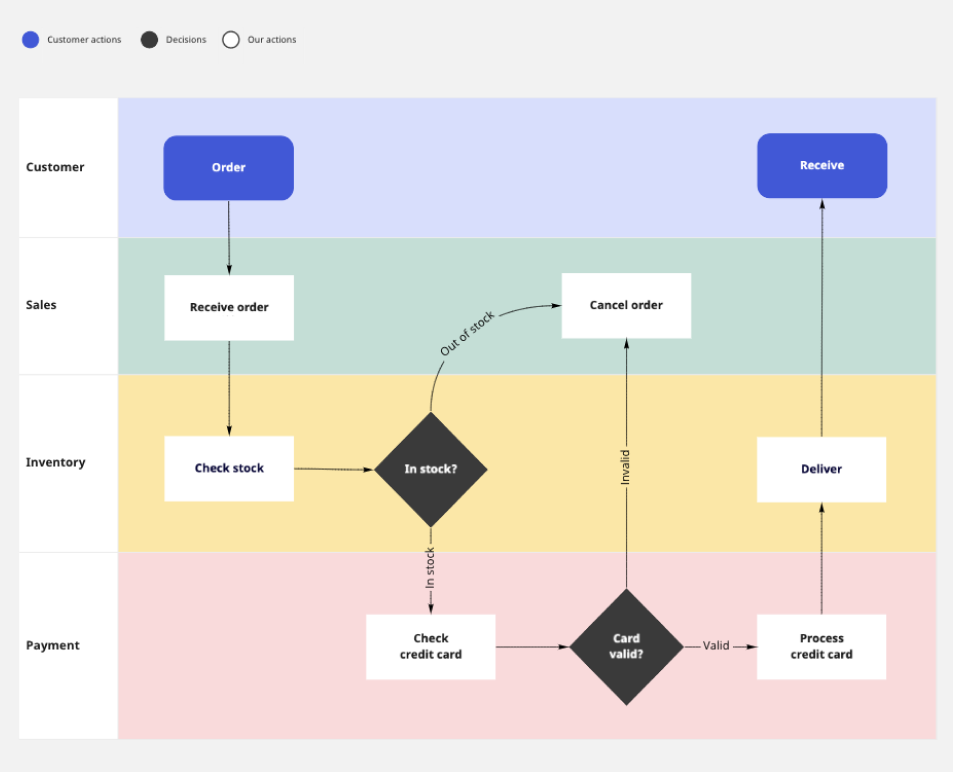 Customer actions
Decisions
Our actions
Customer
Order
Receive
Sales
Receive order
Out of stock
Cancel order
Inventory
Check stock
In stock?
Invalid
Deliver
In stock
Payment
Check
credit card
Card
valid?
Valid
Process
credit card